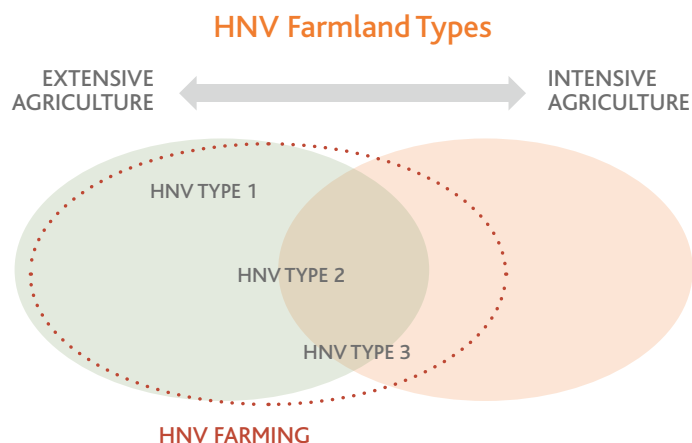 HNV Farmland Types
EXTENSIVE
AGRICULTURE
INTENSIVE
AGRICULTURE
HNV TYPE 1
HNV TYPE 2
HNV TYPE 3
HNV FARMING